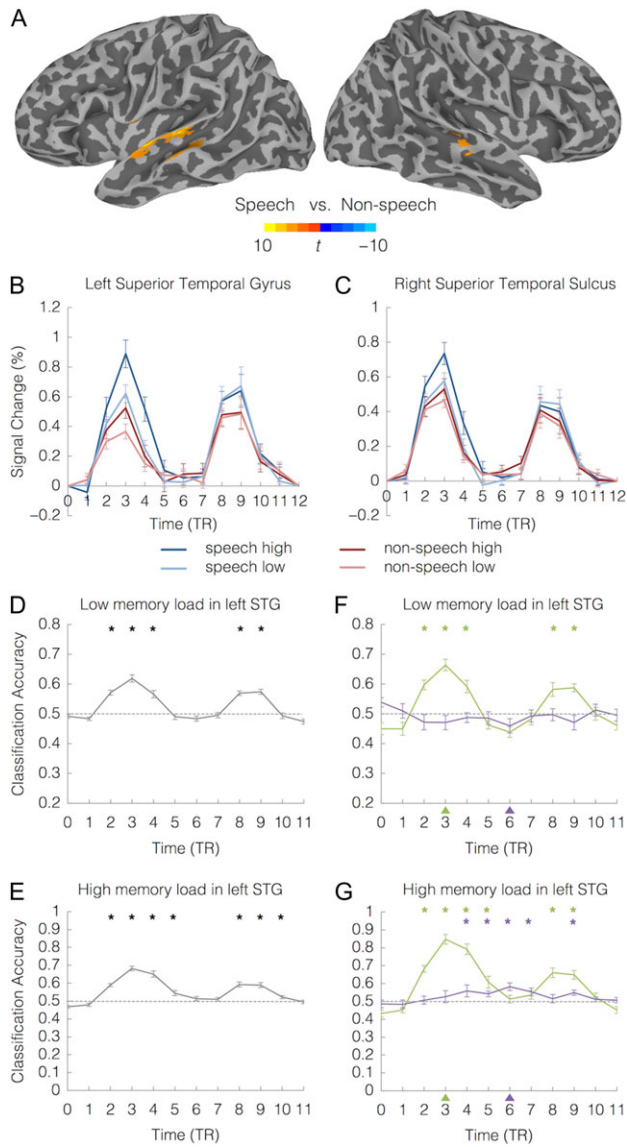 A
Speech vs. Non-speech
10 t −10
B Left Superior Temporal Gyrus
1.2
1
0.8
0.6
0.4
0.2
0
−0.2
Signal Change (%)
0 1 2 3 4 5 6 7 8 9 10 11 12
Time (TR)
C Right Superior Temporal Sulcus
1
0.8
0.6
0.4
0.2
0
−0.2
0 1 2 3 4 5 6 7 8 9 10 11 12
Time (TR)
speech high non-speech high
speech low non-speech low
D Low memory load in left STG
0.8
0.7
0.6
0.5
0.4
0.3
0.2
Classification Accuracy
* * * * *
0 1 2 3 4 5 6 7 8 9 10 11
Time (TR)
F Low memory load in left STG
0.8
0.7
0.6
0.5
0.4
0.3
0.2
* * * * *
0 1 2 3 4 5 6 7 8 9 10 11
Time (TR)
E High memory load in left STG
1
0.9
0.8
0.7
0.6
0.5
0.4
0.3
0.2
0.1
0
Classification Accuracy
* * * * * * *
0 1 2 3 4 5 6 7 8 9 10 11
Time (TR)
G High memory load in left STG
1
0.9
0.8
0.7
0.6
0.5
0.4
0.3
0.2
0.1
0
* * * * * *
* * * * *
0 1 2 3 4 5 6 7 8 9 10 11
Time (TR)